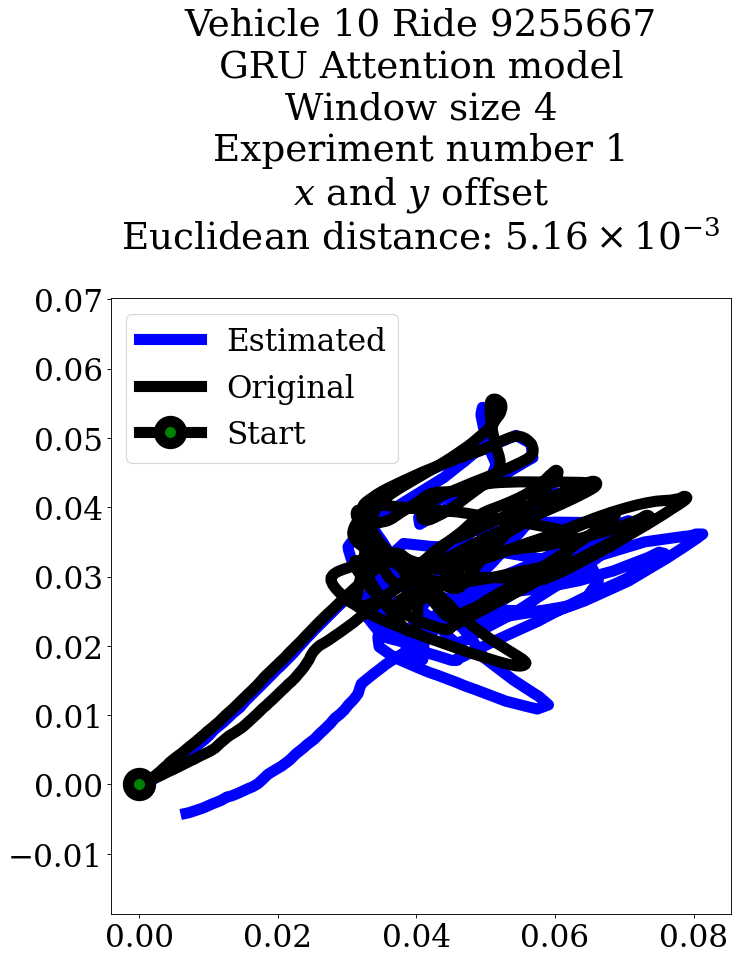 Vehicle 10 Ride 9255667
GRU Attention model
Window size 4
Experiment number 1
x and y offset
Euclidean distance: 5.16 × 10⁻³
0.07
0.06
0.05
0.04
0.03
0.02
0.01
0.00
−0.01
Estimated
Original
Start
0.00 0.02 0.04 0.06 0.08